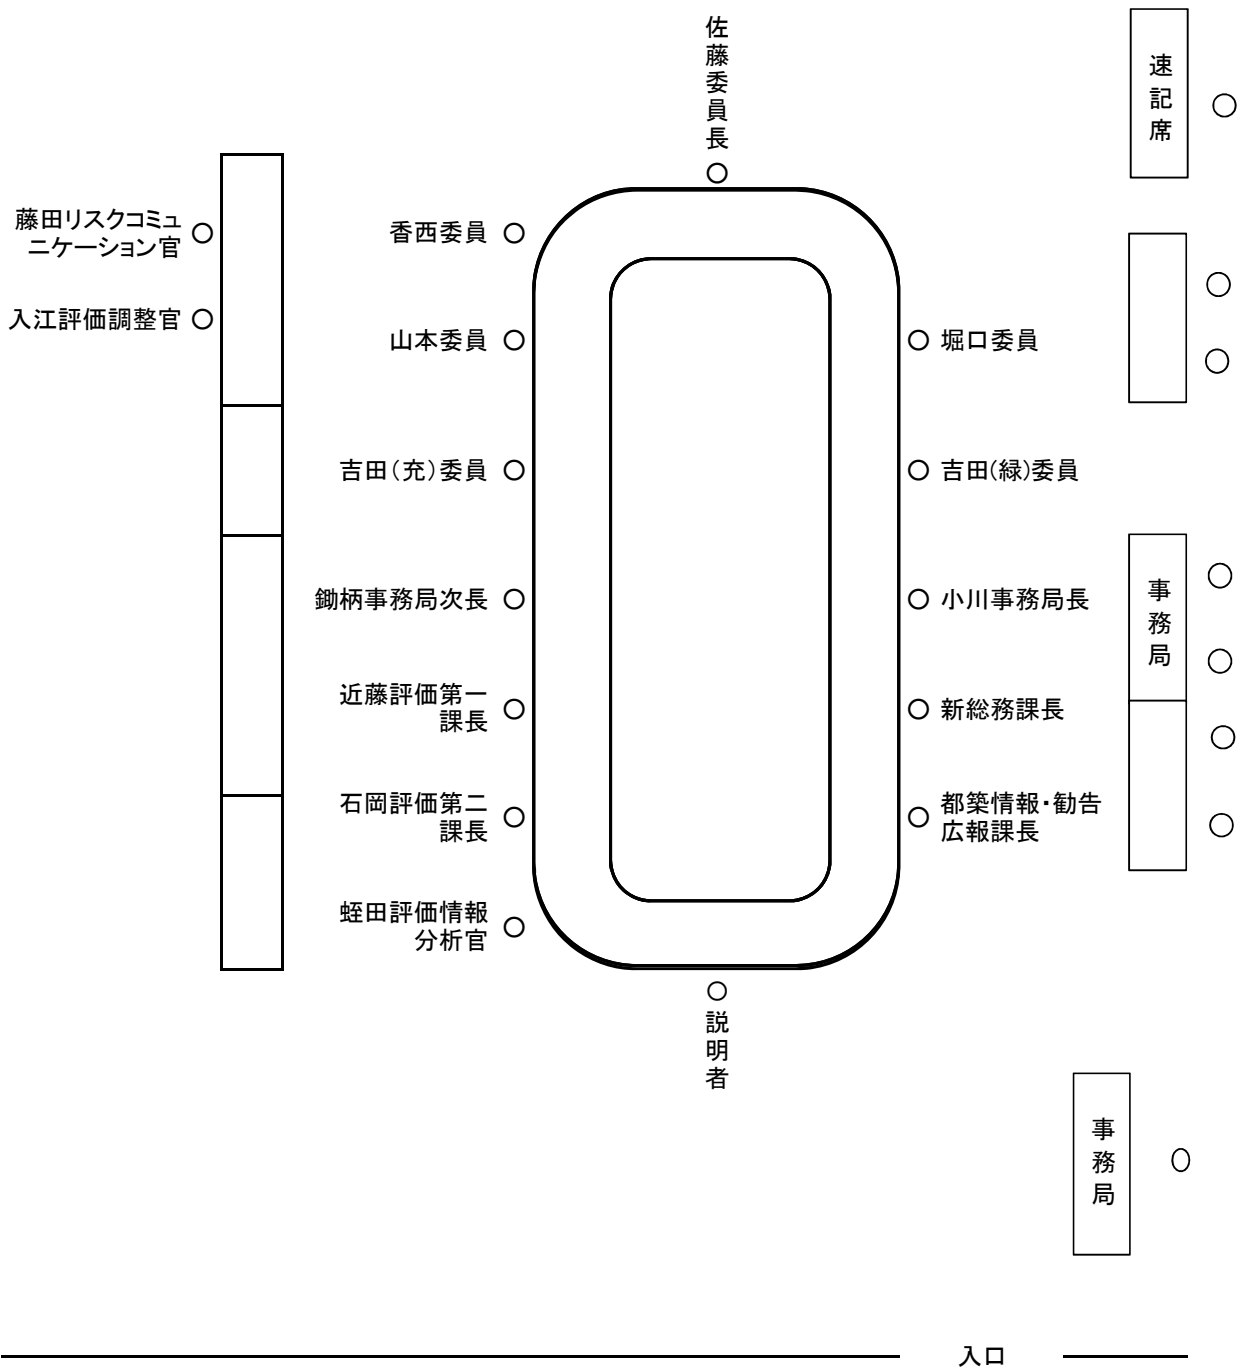 佐藤委員長
速記席
藤田リスクコミュ
ニケーション官
入江評価調整官
香西委員
山本委員
吉田（充）委員
鋤柄事務局次長
近藤評価第一
課長
石岡評価第二
課長
蛭田評価情報
分析官
堀口委員
吉田(緑)委員
小川事務局長
新総務課長
都築情報・勧告
広報課長
事務局
説明者
事務局
入口